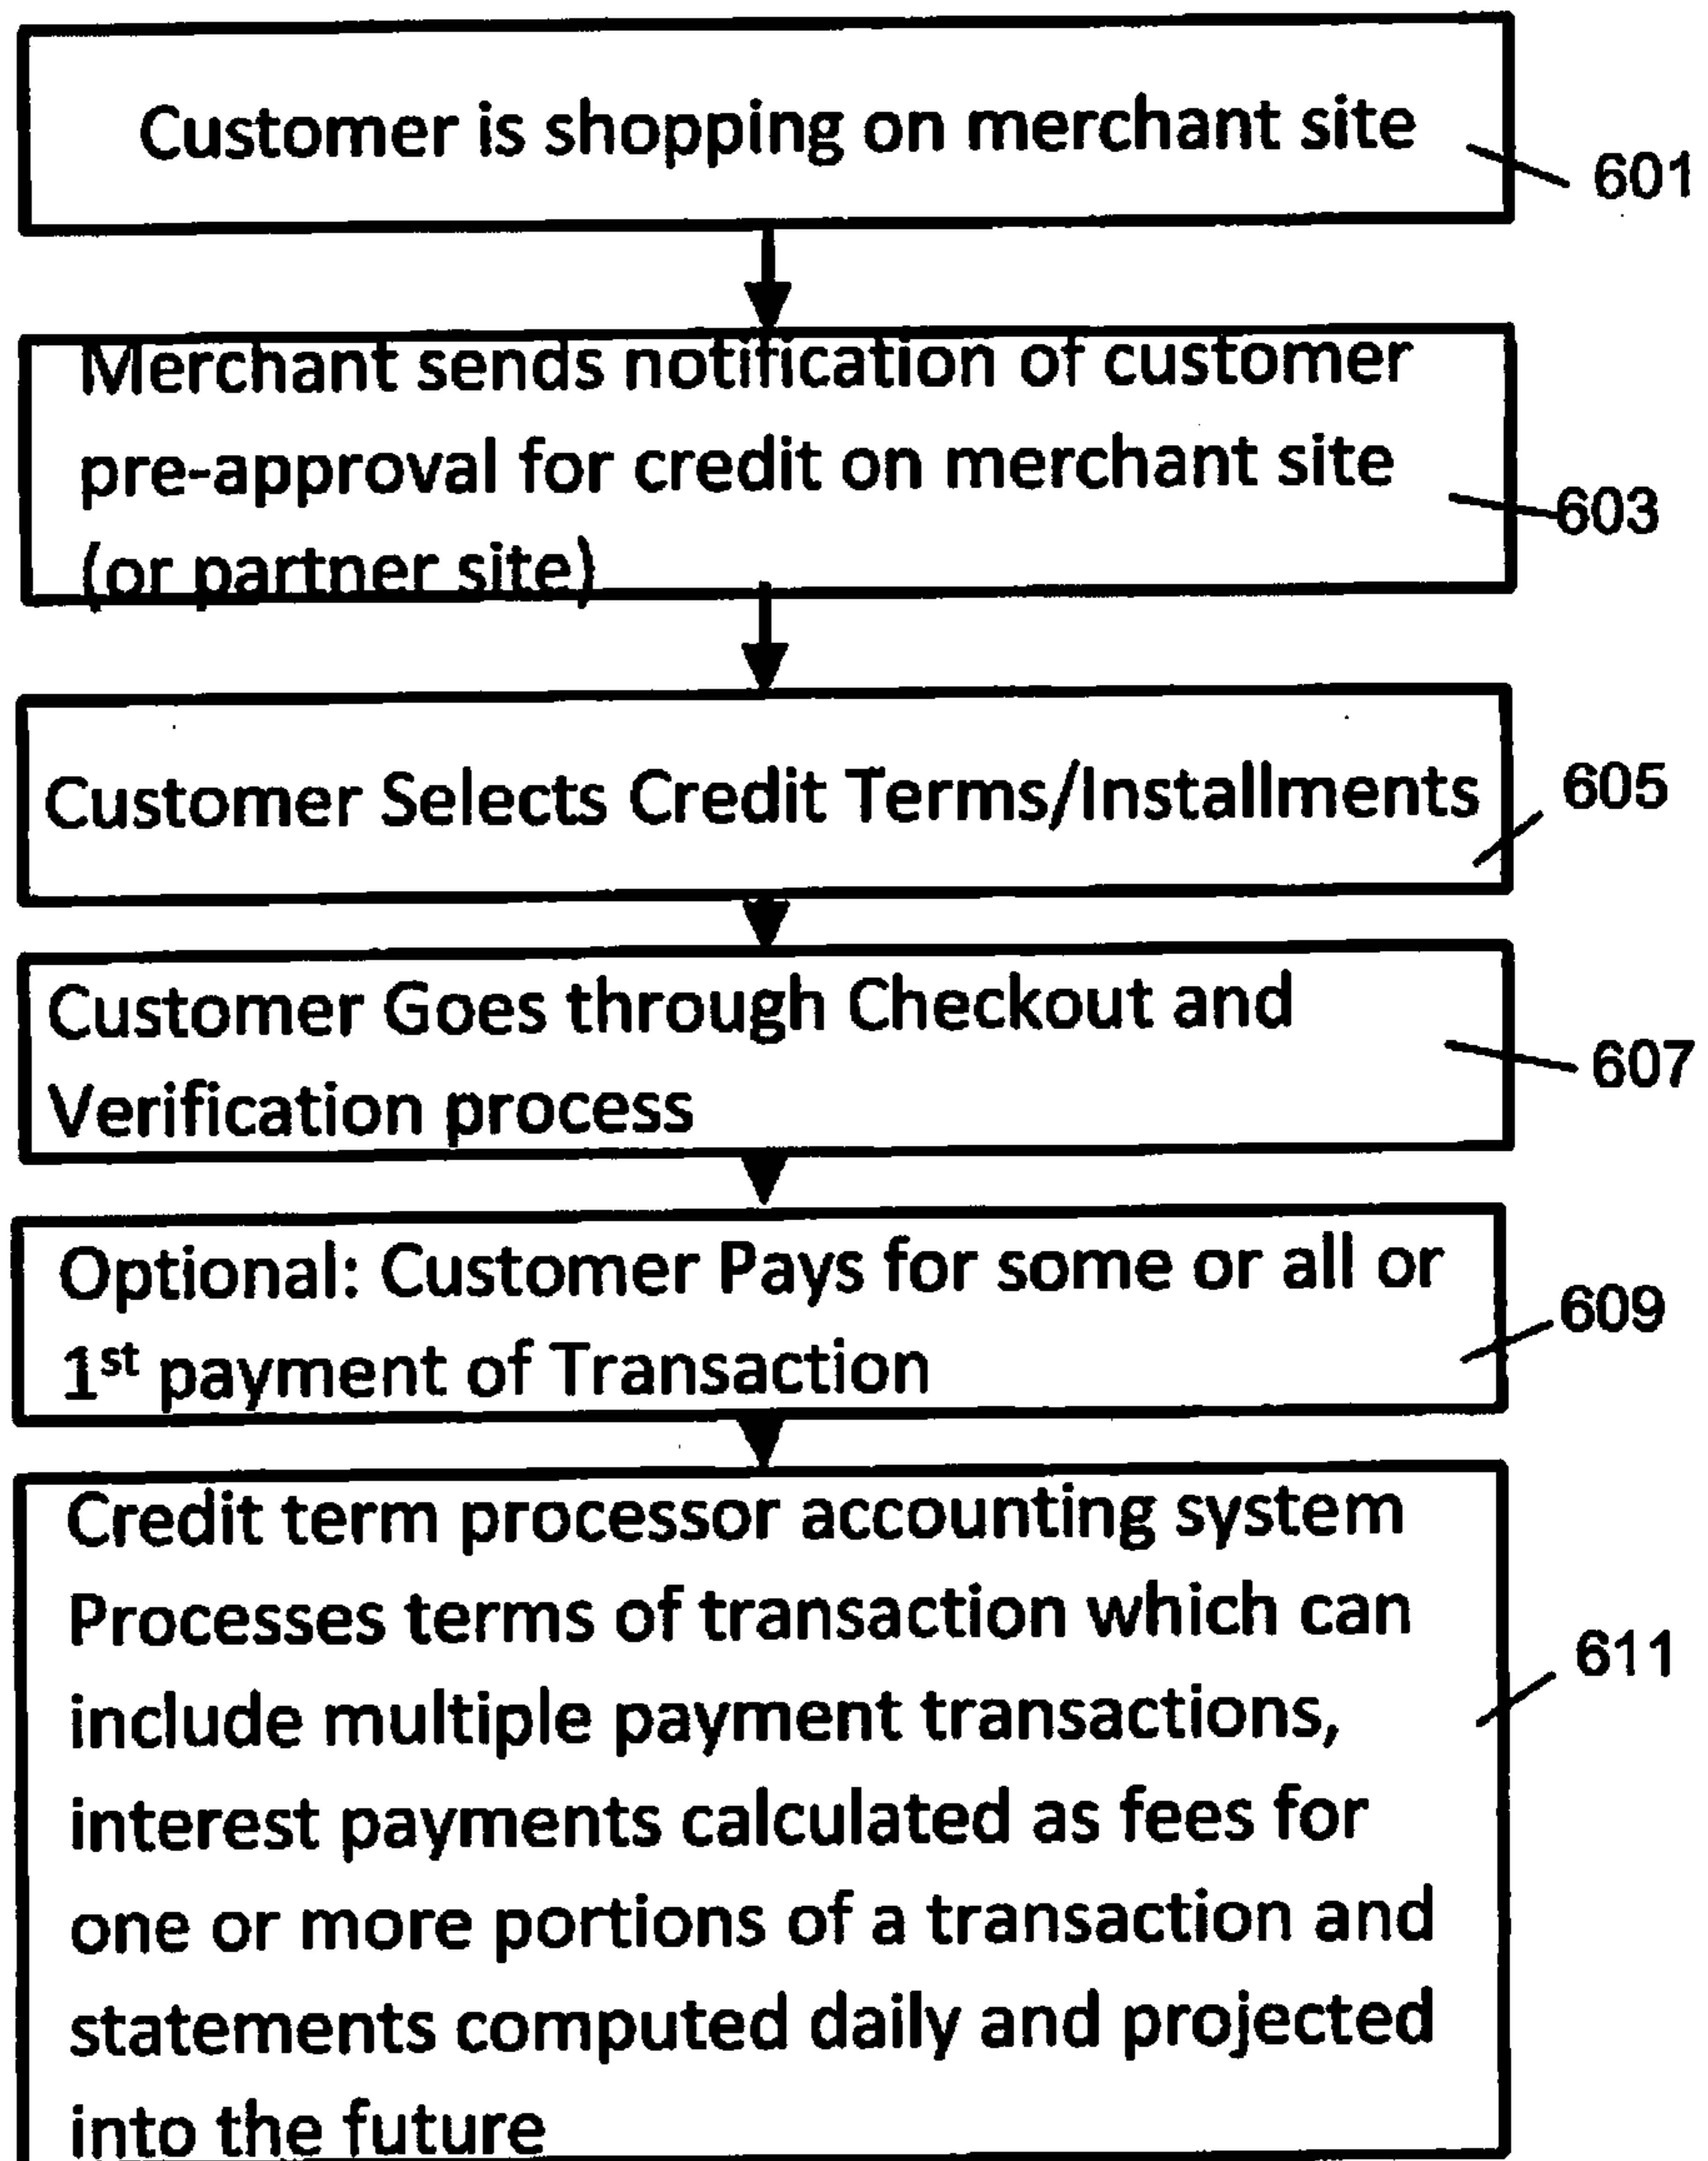 Customer is shopping on merchant site
601
Merchant sends notification of customer
pre-approval for credit on merchant site
(or partner site)
603
Customer Selects Credit Terms/Installments
605
Customer Goes through Checkout and
Verification process
607
Optional: Customer Pays for some or all or
1st payment of Transaction
609
Credit term processor accounting system
Processes terms of transaction which can
include multiple payment transactions,
interest payments calculated as fees for
one or more portions of a transaction and
statements computed daily and projected
into the future
611